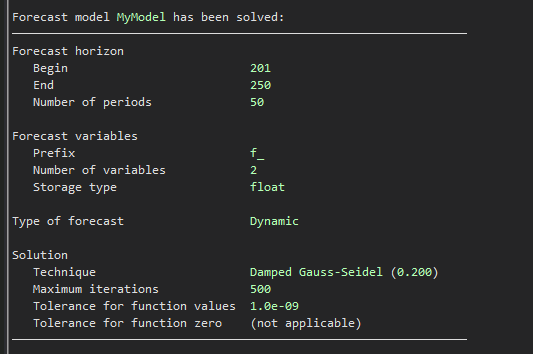 Forecast model MyModel has been solved:
Forecast horizon
Begin 201
End 250
Number of periods 50
Forecast variables
Prefix f_
Number of variables 2
Storage type float
Type of forecast Dynamic
Solution
Technique Damped Gauss-Seidel (0.200)
Maximum iterations 500
Tolerance for function values 1.0e-09
Tolerance for function zero (not applicable)